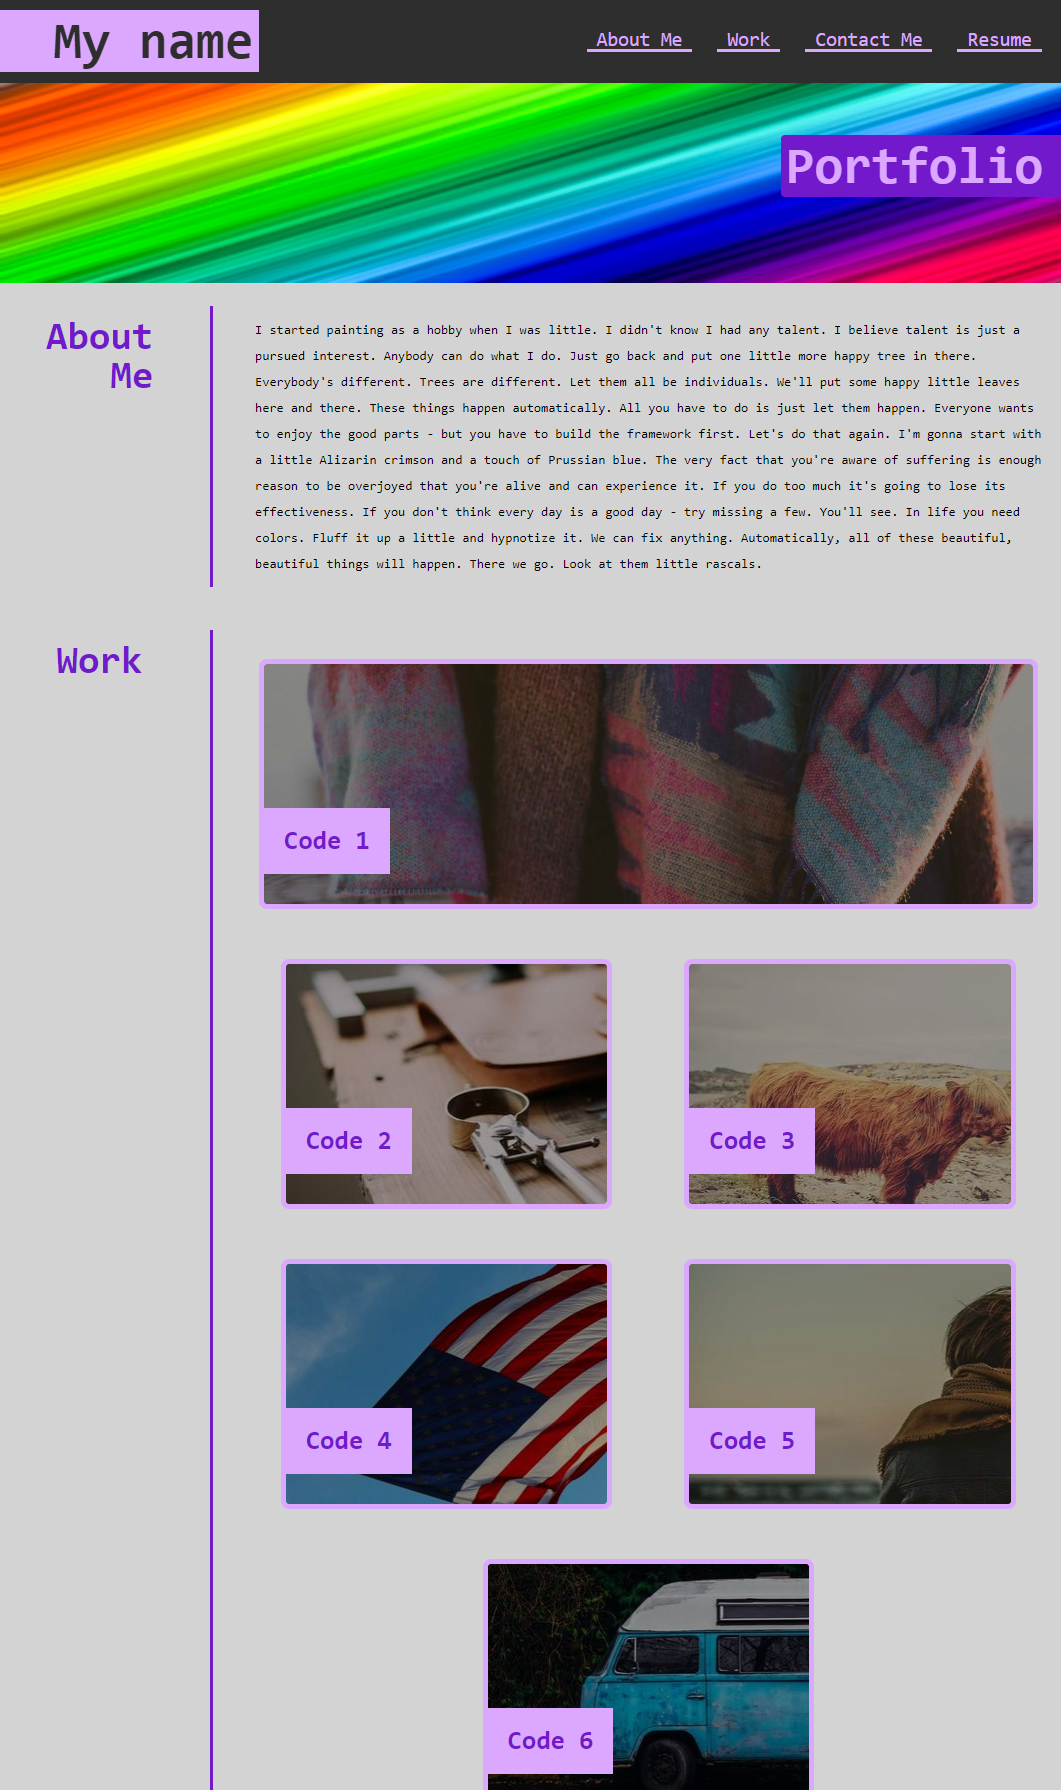 My name
About Me
Work
Contact Me
Resume
Portfolio
About
Me
I started painting as a hobby when I was little. I didn't know I had any talent. I believe talent is just a
pursued interest. Anybody can do what I do. Just go back and put one little more happy tree in there.
Everybody's different. Trees are different. Let them all be individuals. We'll put some happy little leaves
here and there. These things happen automatically. All you have to do is just let them happen. Everyone wants
to enjoy the good parts - but you have to build the framework first. Let's do that again. I'm gonna start with
a little Alizarin crimson and a touch of Prussian blue. The very fact that you're aware of suffering is enough
reason to be overjoyed that you're alive and can experience it. If you do too much it's going to lose its
effectiveness. If you don't think every day is a good day - try missing a few. You'll see. In life you need
colors. Fluff it up a little and hypnotize it. We can fix anything. Automatically, all of these beautiful,
beautiful things will happen. There we go. Look at them little rascals.
Work
Code 1
Code 2
Code 3
Code 4
Code 5
Code 6